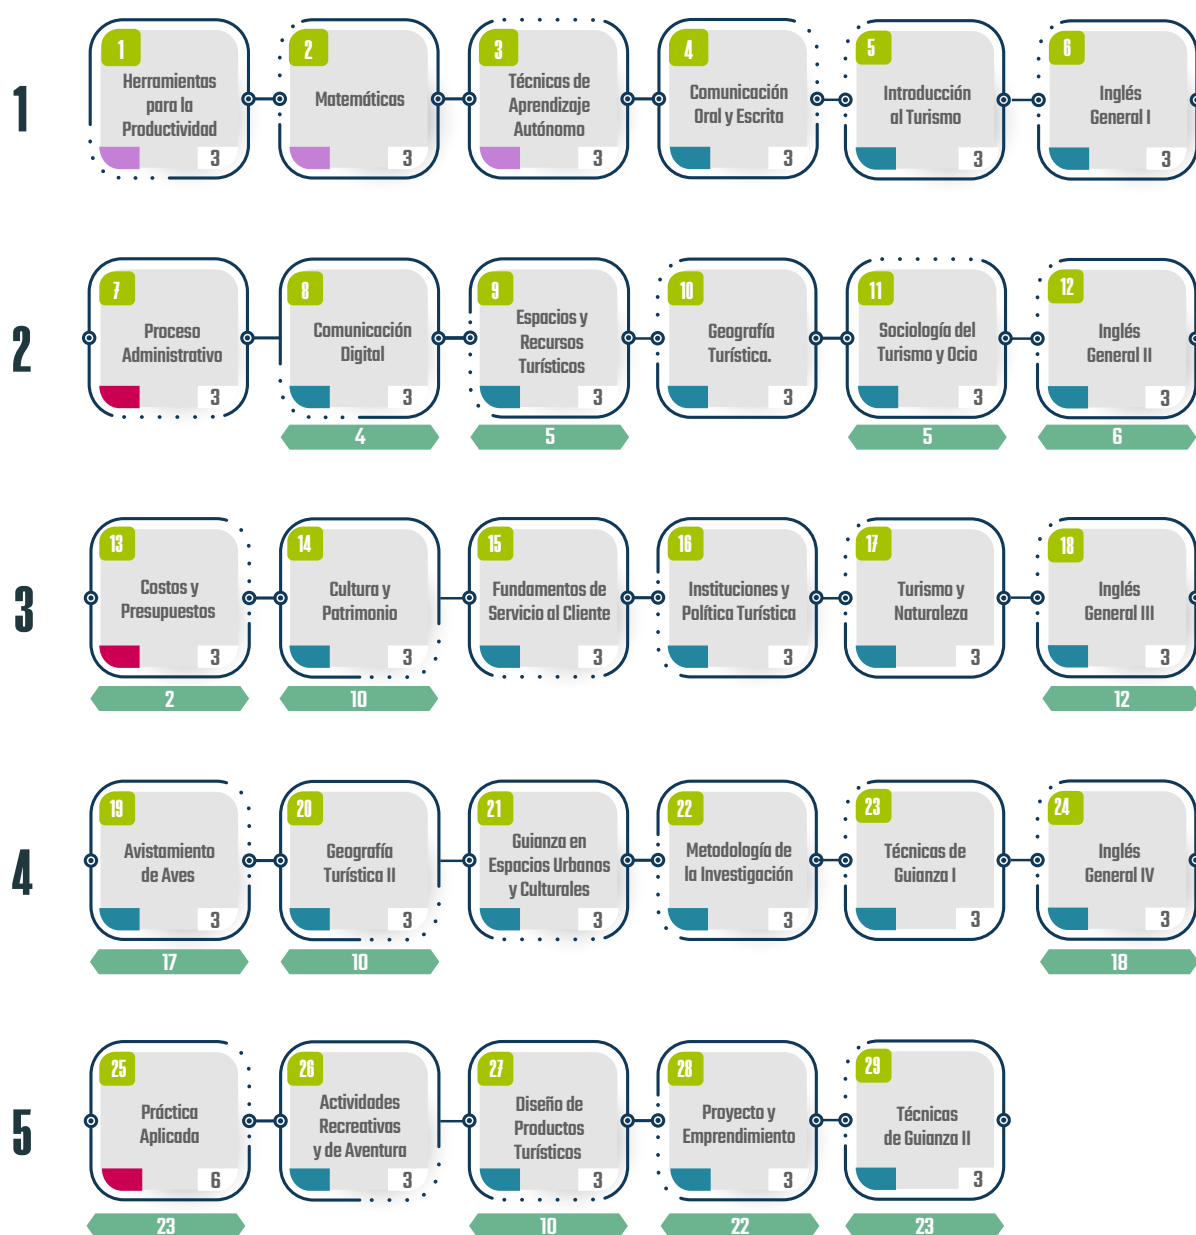 1
1
Herramientas
para la
Productividad
3
2
Matemáticas
3
3
Técnicas de
Aprendizaje
Autónomo
3
4
Comunicación
Oral y Escrita
3
5
Introducción
al Turismo
3
6
Inglés
General I
3
2
7
Proceso
Administrativo
3
8
Comunicación
Digital
3
4
9
Espacios y
Recursos
Turísticos
3
5
10
Geografía
Turística.
3
11
Sociología del
Turismo y Ocio
3
5
12
Inglés
General II
3
6
3
13
Costos y
Presupuestos
3
2
14
Cultura y
Patrimonio
3
10
15
Fundamentos de
Servicio al Cliente
3
16
Instituciones y
Política Turística
3
17
Turismo y
Naturaleza
3
18
Inglés
General III
3
12
4
19
Avistamiento
de Aves
3
17
20
Geografía
Turística II
3
10
21
Guianza en
Espacios Urbanos
y Culturales
3
22
Metodología de
la Investigación
3
23
Técnicas de
Guianza I
3
24
Inglés
General IV
3
18
5
25
Práctica
Aplicada
6
23
26
Actividades
Recreativas
y de Aventura
3
27
Diseño de
Productos
Turísticos
3
10
28
Proyecto y
Emprendimiento
3
22
29
Técnicas
de Guianza II
3
23